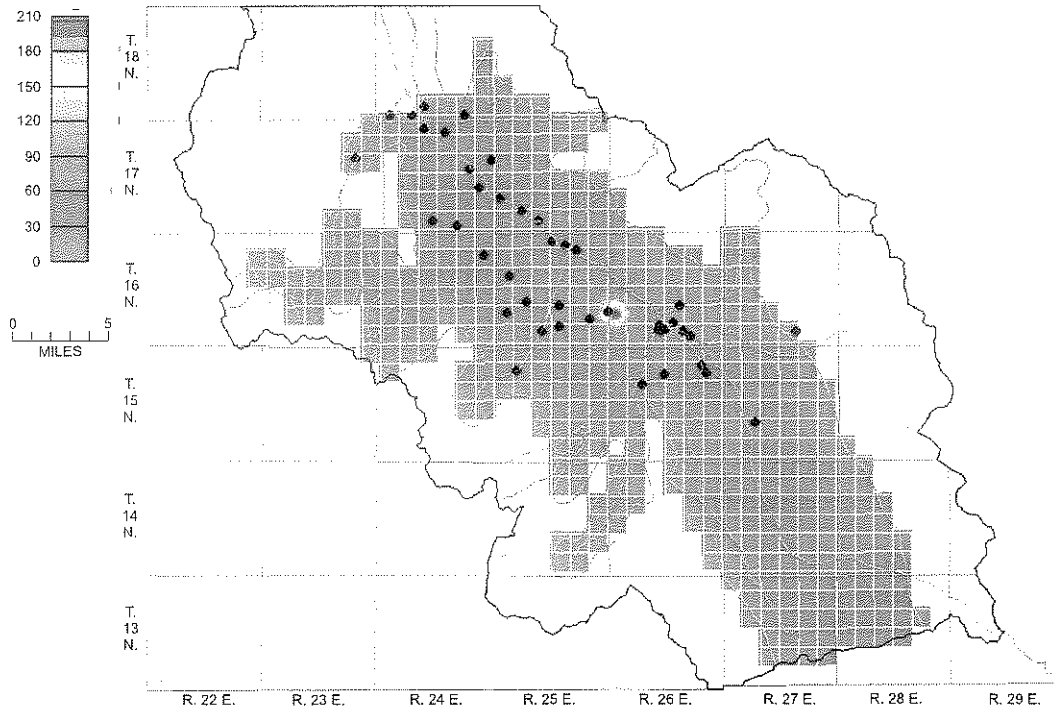 210
180
150
120
90
60
30
0
0 5
MILES
T.
18
N.
T.
17
N.
T.
16
N.
T.
15
N.
T.
14
N.
T.
13
N.
R. 22 E. R. 23 E. R. 24 E. R. 25 E. R. 26 E. R. 27 E. R. 28 E. R. 29 E.